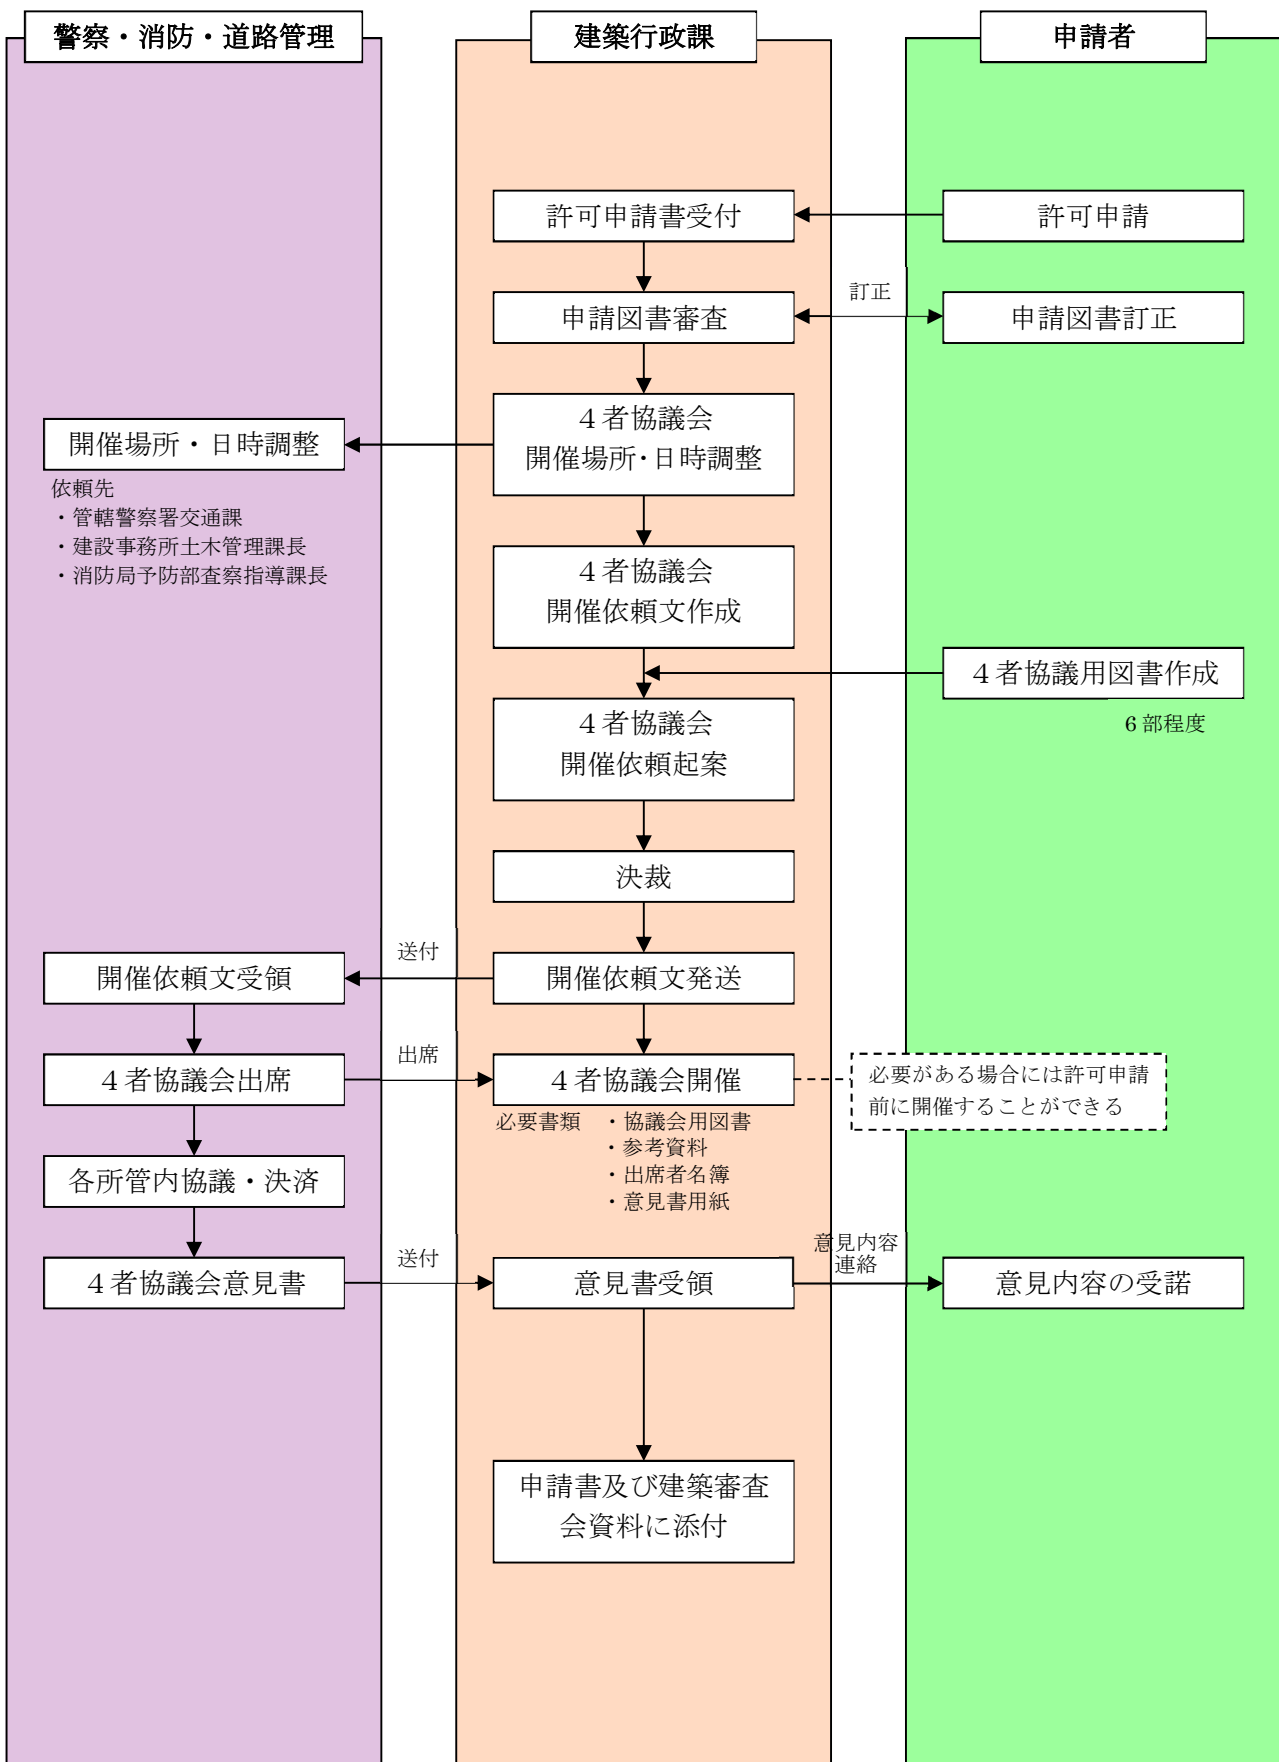 警察・消防・道路管理
建築行政課
申請者
許可申請書受付
許可申請
訂正
申請図書審査
申請図書訂正
４者協議会
開催場所・日時調整
開催場所・日時調整
依頼先
・管轄警察署交通課
・建設事務所土木管理課長
・消防局予防部査察指導課長
４者協議会
開催依頼文作成
４者協議用図書作成
６部程度
４者協議会
開催依頼起案
決裁
送付
開催依頼文受領
開催依頼文発送
出席
４者協議会出席
４者協議会開催
必要がある場合には許可申請
前に開催することができる
必要書類 ・協議会用図書
・参考資料
・出席者名簿
・意見書用紙
各所管内協議・決済
送付
意見内容
連絡
４者協議会意見書
意見書受領
意見内容の受諾
申請書及び建築審査
会資料に添付